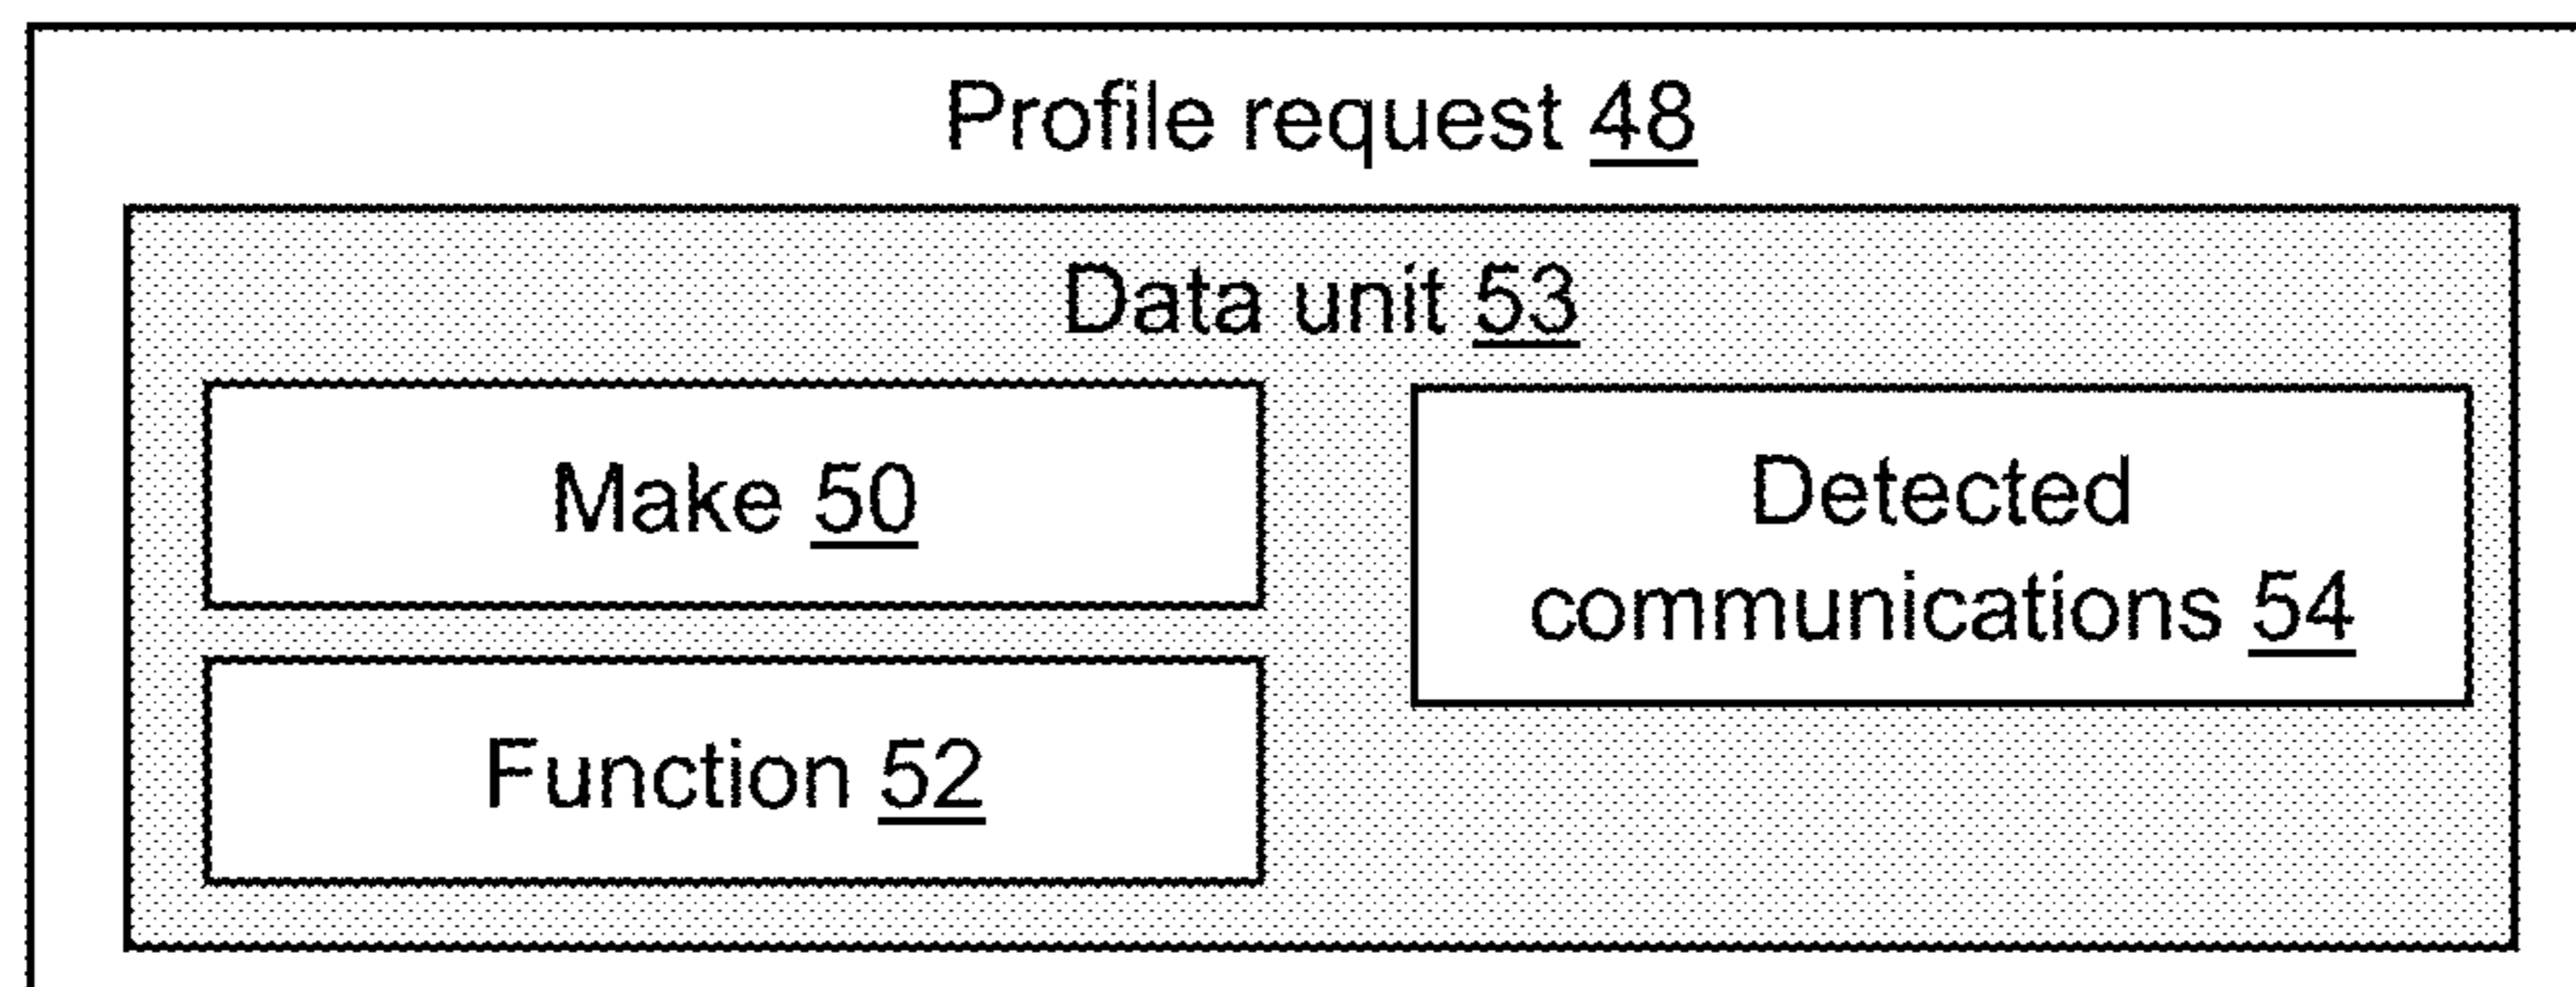 Profile request 48
Data unit 53
Make 50
Function 52
Detected
communications 54